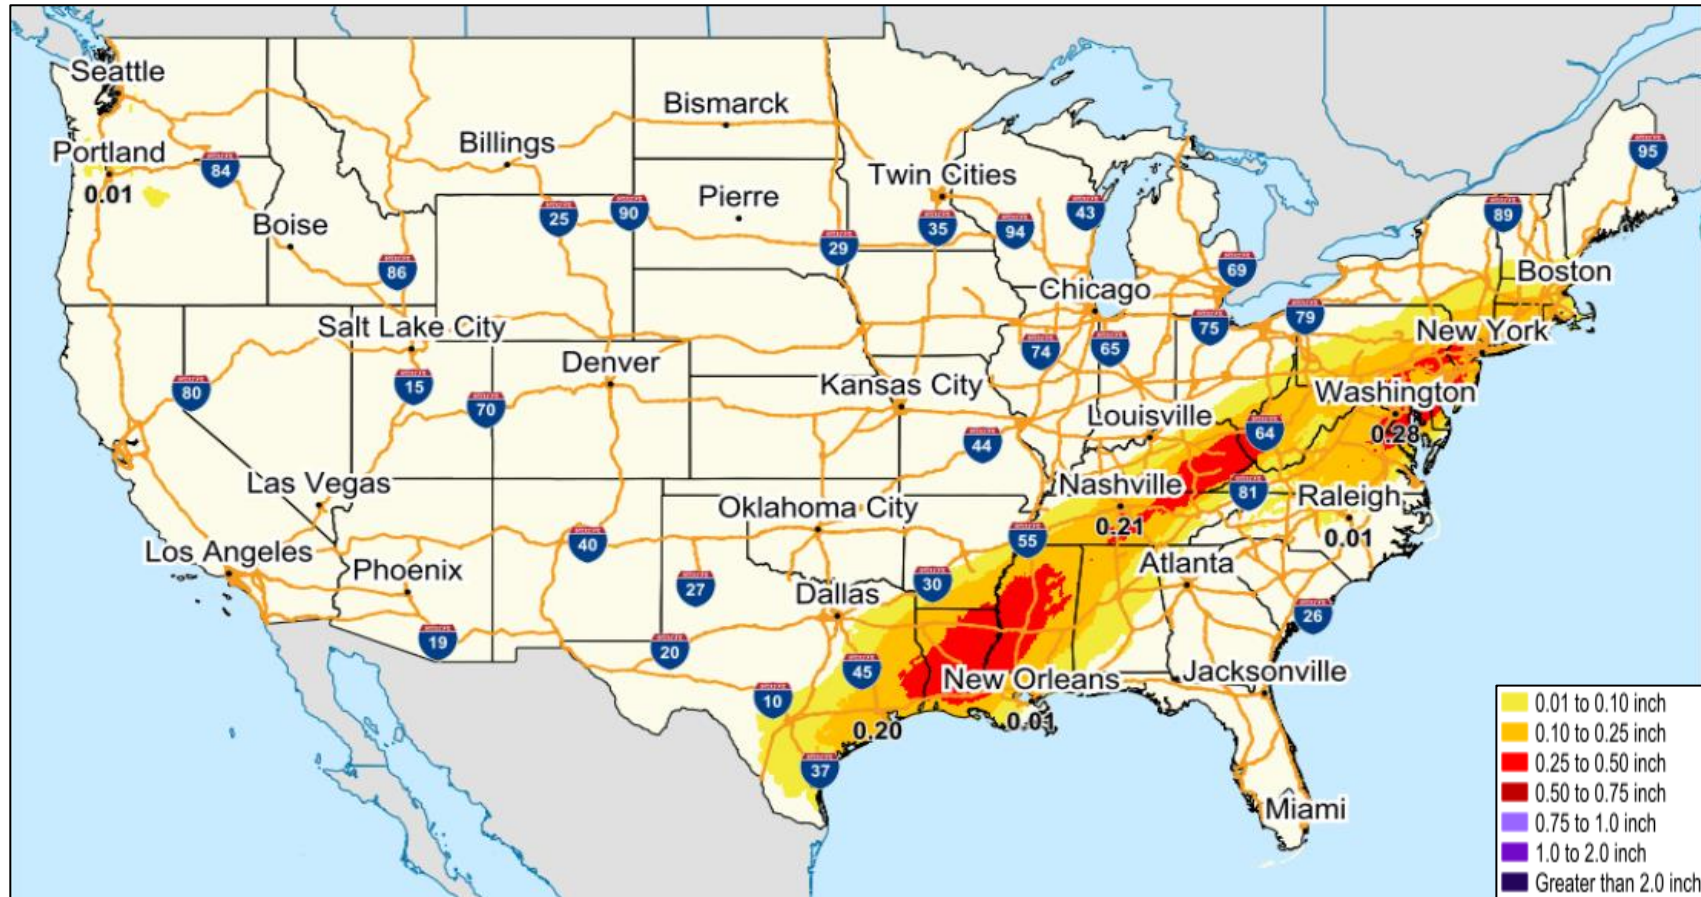 Seattle
Bismarck
Billings
Portland
84
0.01
Twin Cities
95
Pierre
25
90
43
89
35
94
29
Boise
86
69
Boston
Chicago
79
Salt Lake City
75
New York
74
65
Denver
15
80
Kansas City
Washington
70
Louisville
64
0.28
44
Las Vegas
Nashville
81
Raleigh
Oklahoma City
0.21
0.01
40
55
Los Angeles
Phoenix
Atlanta
27
30
Dallas
26
19
20
45
New Orleans
Jacksonville
10
0.20
0.01
37
Miami
0.01 to 0.10 inch
0.10 to 0.25 inch
0.25 to 0.50 inch
0.50 to 0.75 inch
0.75 to 1.0 inch
1.0 to 2.0 inch
Greater than 2.0 inch